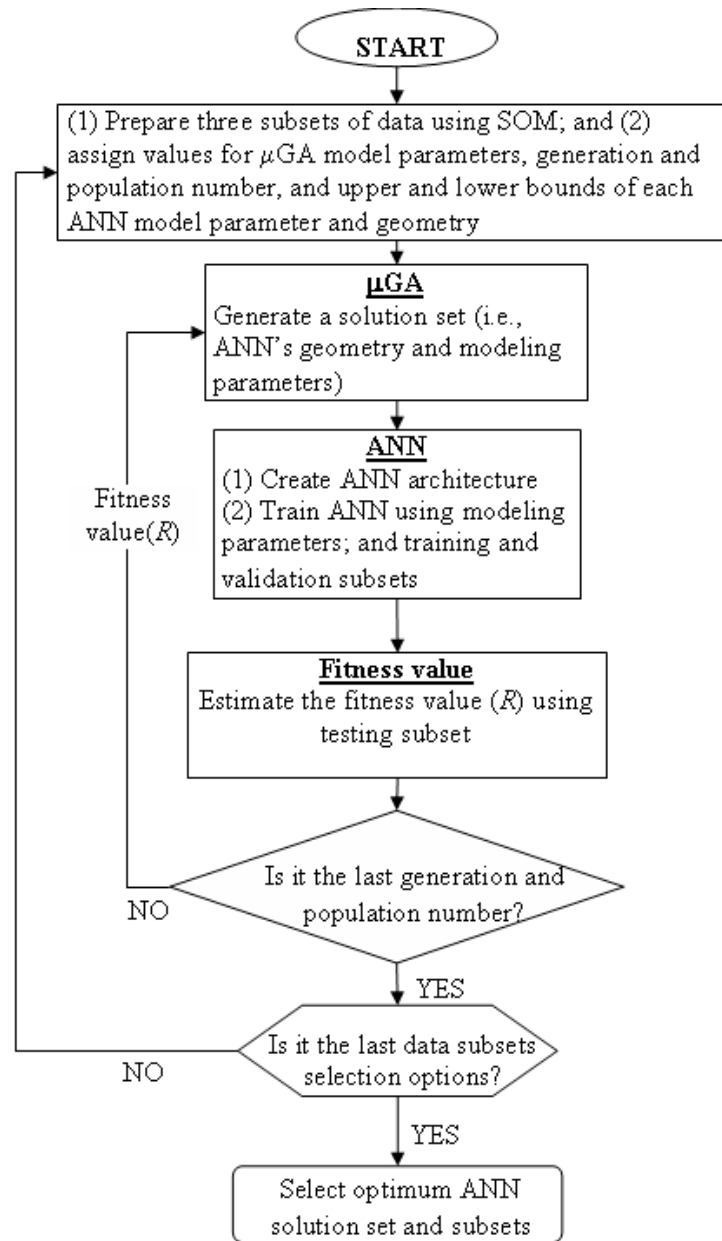 START
(1) Prepare three subsets of data using SOM; and (2)
assign values for μGA model parameters, generation and
population number, and upper and lower bounds of each
ANN model parameter and geometry
μGA
Generate a solution set (i.e.,
ANN's geometry and modeling
parameters)
ANN
(1) Create ANN architecture
(2) Train ANN using modeling
parameters; and training and
validation subsets
Fitness
value(R)
Fitness value
Estimate the fitness value (R) using
testing subset
Is it the last generation and
population number?
NO
YES
Is it the last data subsets
selection options?
NO
YES
Select optimum ANN
solution set and subsets